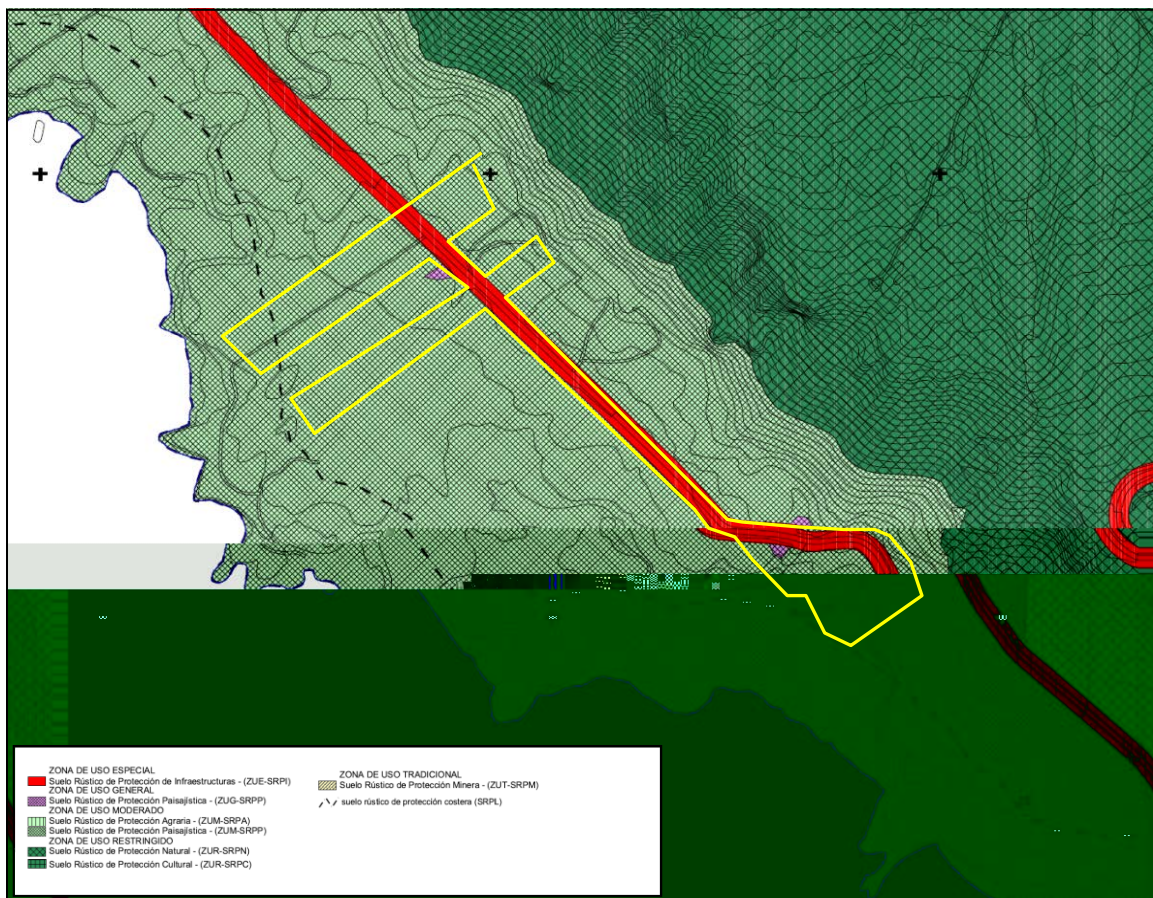 ZONA DE USO ESPECIAL
Suelo Rústico de Protección de Infraestructuras - (ZUE-SRPI)
ZONA DE USO GENERAL
Suelo Rústico de Protección Paisajística - (ZUG-SRPP)
ZONA DE USO MODERADO
Suelo Rústico de Protección Agraria - (ZUM-SRPA)
Suelo Rústico de Protección Paisajística - (ZUM-SRPP)
ZONA DE USO RESTRINGIDO
Suelo Rústico de Protección Natural - (ZUR-SRPN)
Suelo Rústico de Protección Cultural - (ZUR-SRPC)
ZONA DE USO TRADICIONAL
Suelo Rústico de Protección Minera - (ZUT-SRPM)
suelo rústico de protección costera (SRPL)